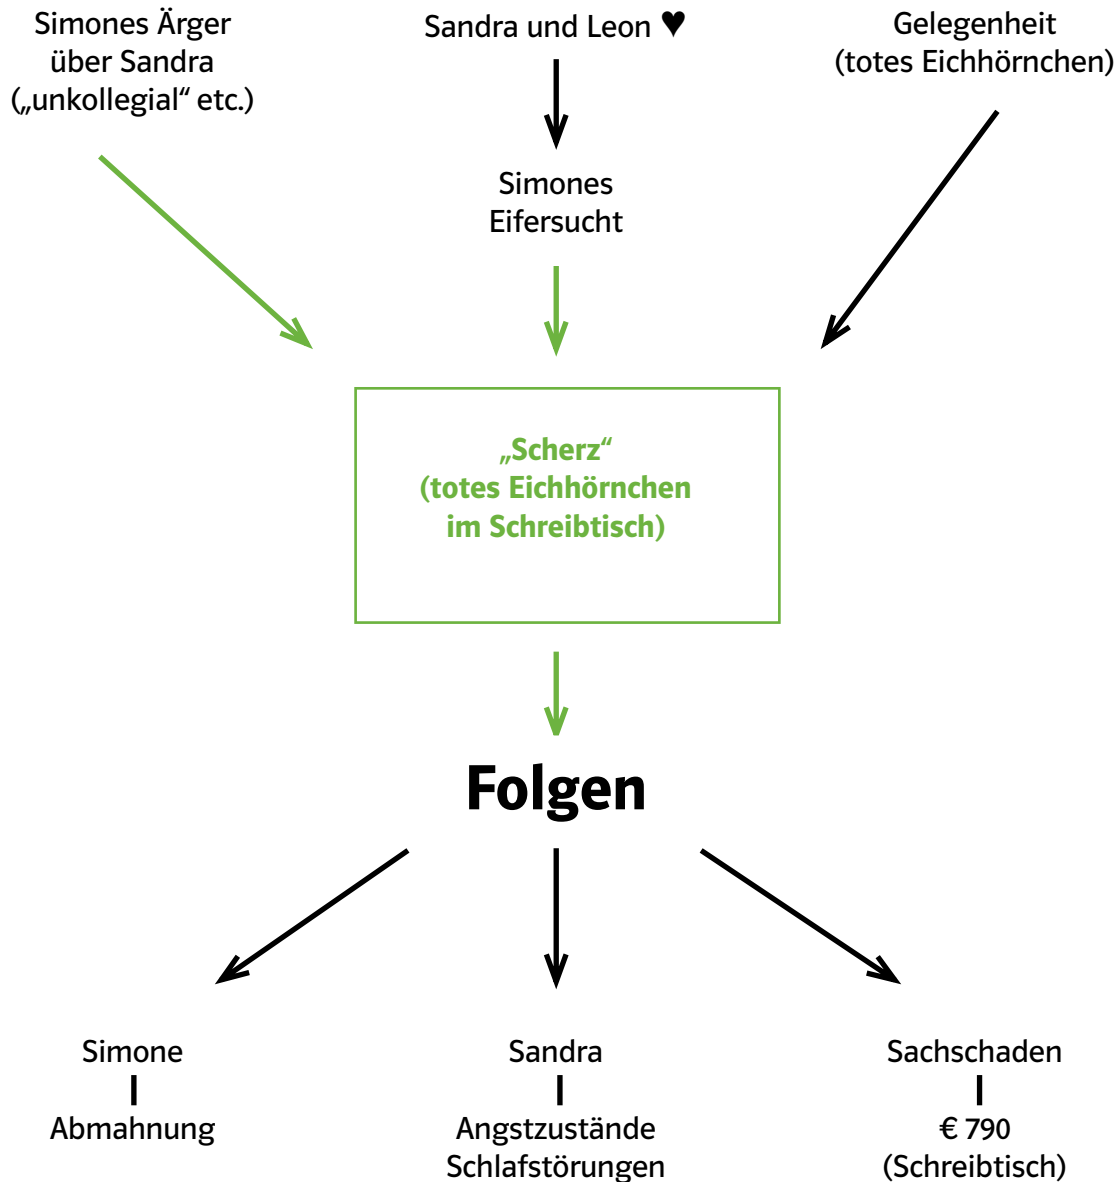 Simones Ärger
über Sandra
(„unkollegial“ etc.)
Sandra und Leon ♥
Gelegenheit
(totes Eichhörnchen)
Simones
Eifersucht
„Scherz“
(totes Eichhörnchen
im Schreibtisch)
Folgen
Simone
Abmahnung
Sandra
Angstzustände
Schlafstörungen
Sachschaden
€ 790
(Schreibtisch)